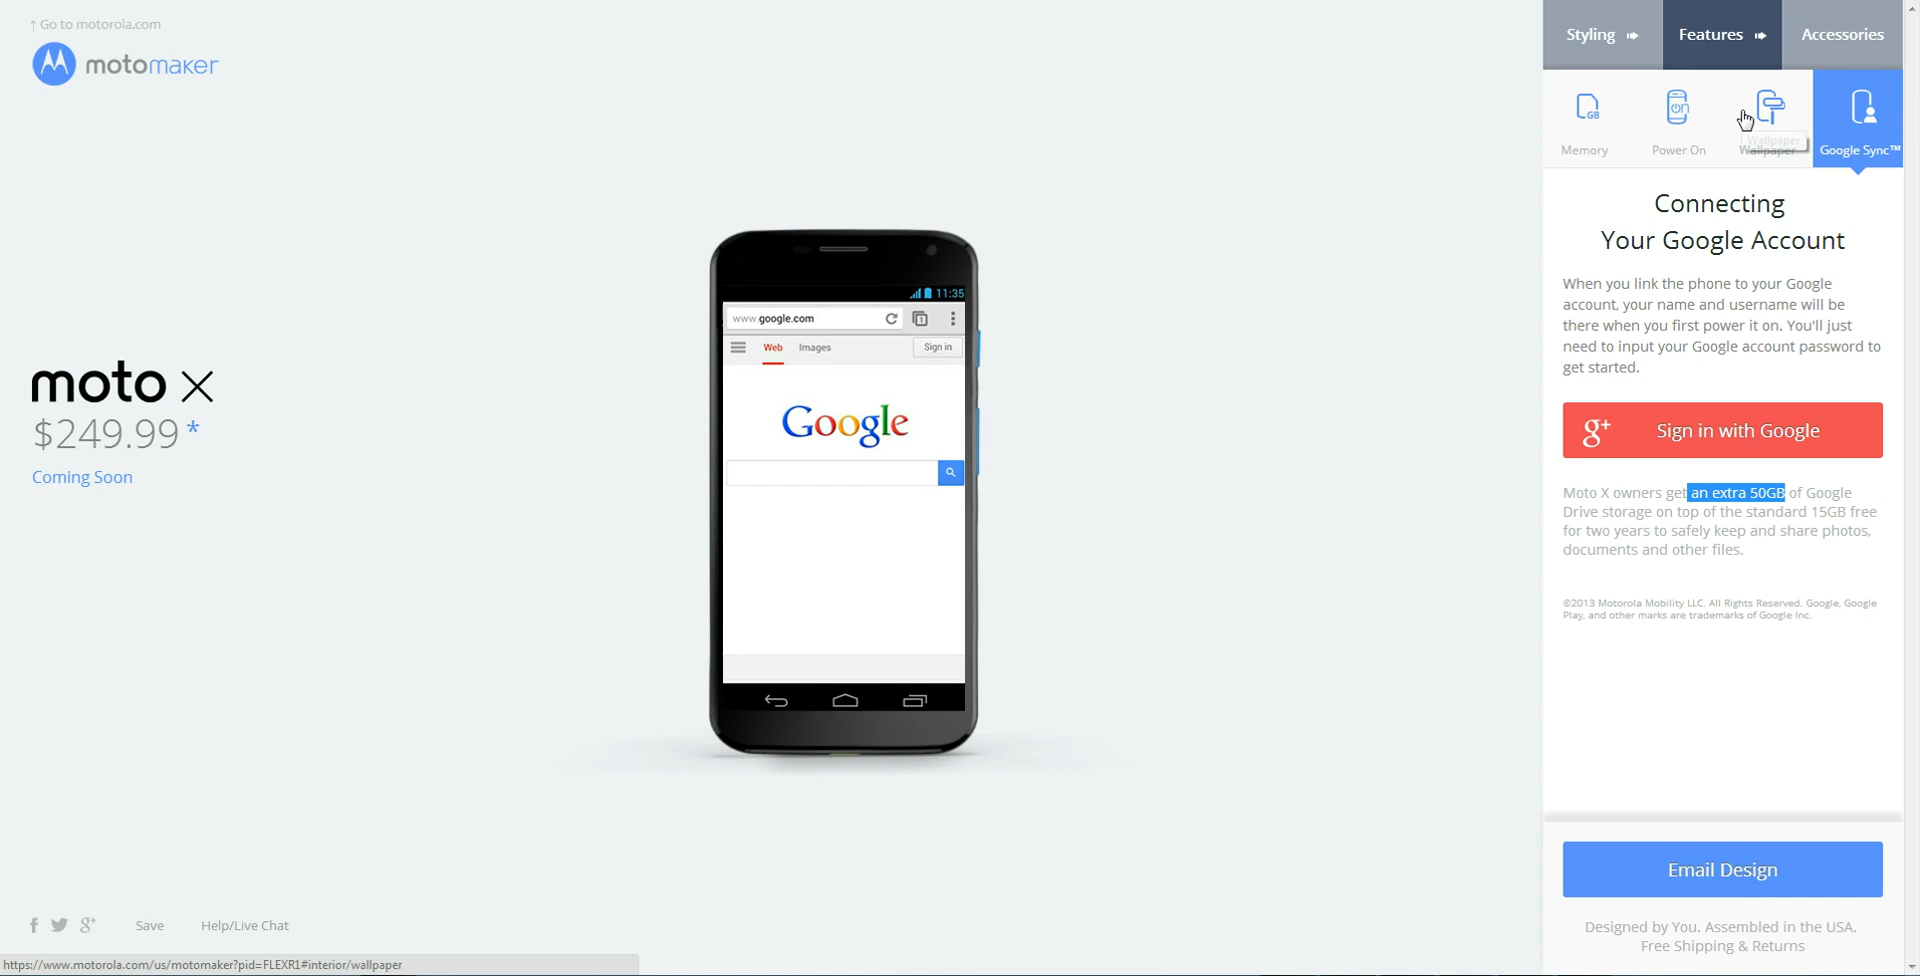 ↑ Go to motorola.com
motomaker
moto X
$249.99 *
Coming Soon
11:35
www.google.com
1
Web Images Sign in
Google
Styling
Features
Accessories
GB
on
Memory
Power On
Wallpaper
Wallpaper
Google Sync™
Connecting
Your Google Account
When you link the phone to your Google
account, your name and username will be
there when you first power it on. You'll just
need to input your Google account password to
get started.
g+ Sign in with Google
Moto X owners get an extra 50GB of Google
Drive storage on top of the standard 15GB free
for two years to safely keep and share photos,
documents and other files.
©2013 Motorola Mobility LLC. All Rights Reserved. Google, Google
Play, and other marks are trademarks of Google Inc.
Email Design
Designed by You. Assembled in the USA.
Free Shipping & Returns
f g+ Save Help/Live Chat
https://www.motorola.com/us/motomaker?pid=FLEXR1#interior/wallpaper